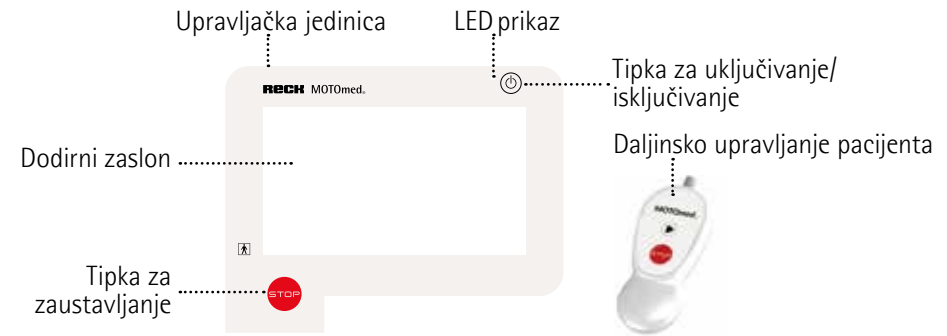 Upravljačka jedinica
LED prikaz
RECK MOTOmed®
Tipka za uključivanje/
isključivanje
Dodirni zaslon
Daljinsko upravljanje pacijenta
MOTOmed®
STOP
Tipka za
zaustavljanje
STOP